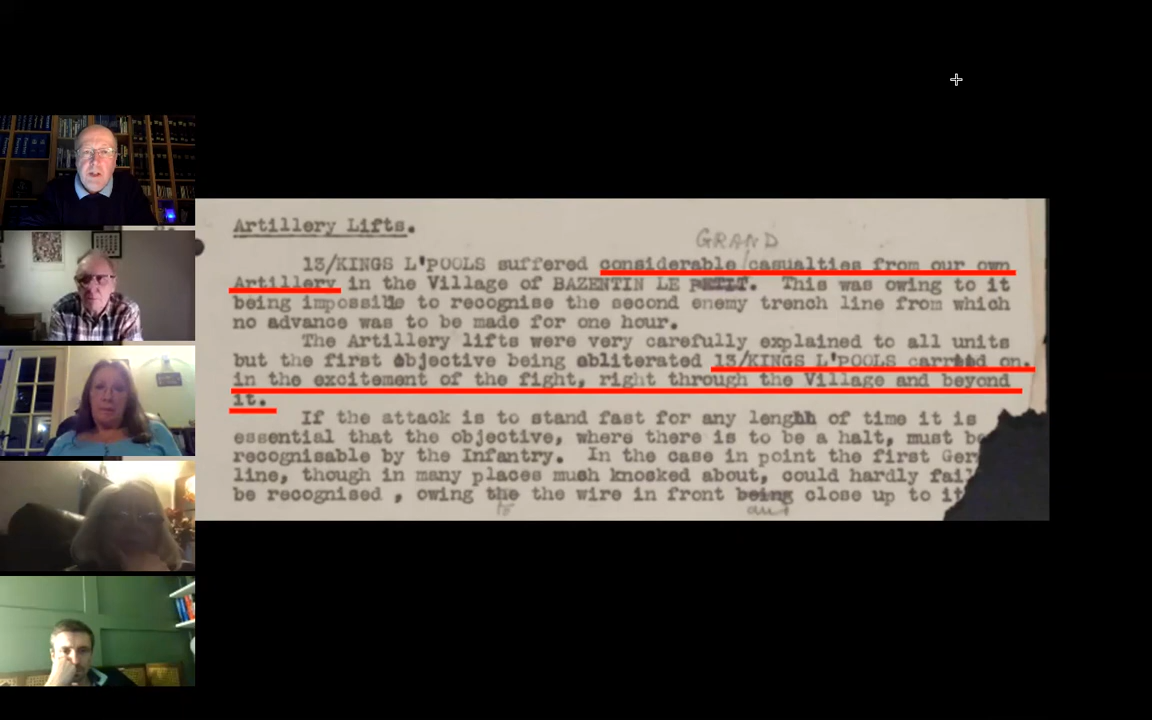 Artillery Lifts.
GRAND
13/KINGS L'POOLS suffered considerable/casualties from our own
Artillery in the Village of BAZENTIN LE PETIT. This was owing to it
being impossible to recognise the second enemy trench line from which
no advance was to be made for one hour.
The Artillery lifts were very carefully explained to all units
but the first objective being obliterated 13/KINGS L'POOLS carried on.
in the excitement of the fight, right through the Village and beyond
it.
If the attack is to stand fast for any length of time it is
essential that the objective, where there is to be a halt, must be
recognisable by the Infantry. In the case in point the first Ger
line, though in many places mush knosked about, could hardly fail
be recognised , owing the the wire in front being close up to it
to